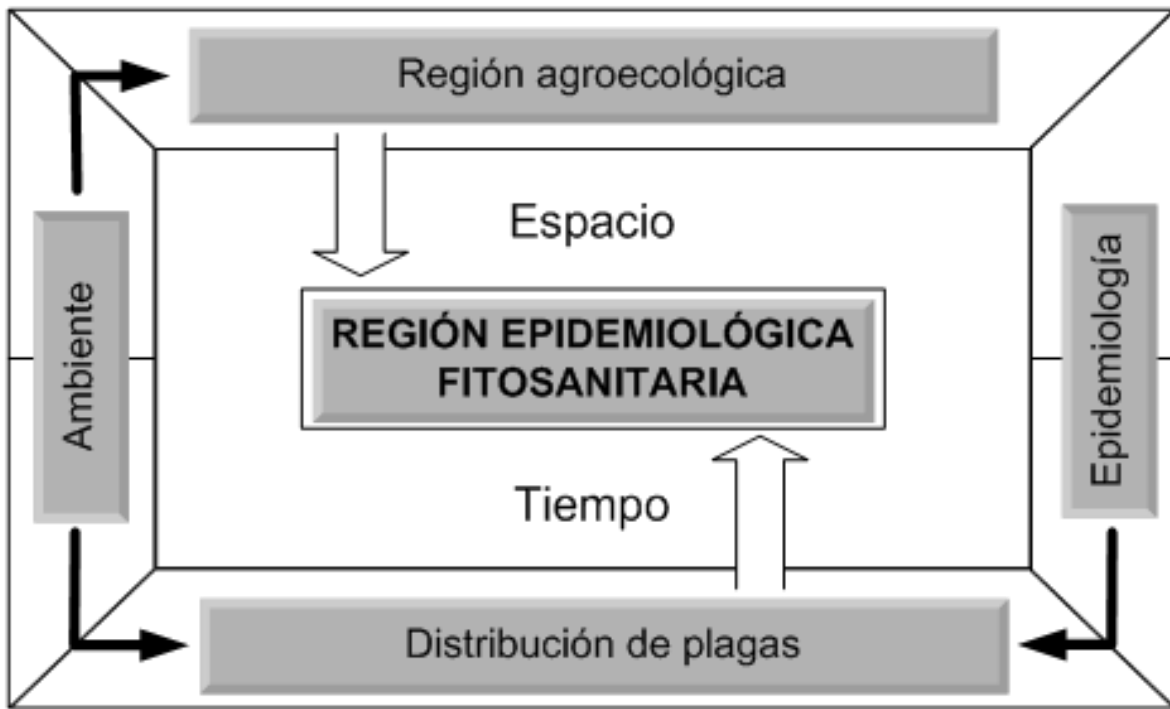 Región agroecológica
Espacio
Ambiente
REGIÓN EPIDEMIOLÓGICA
FITOSANITARIA
Epidemiología
Tiempo
Distribución de plagas